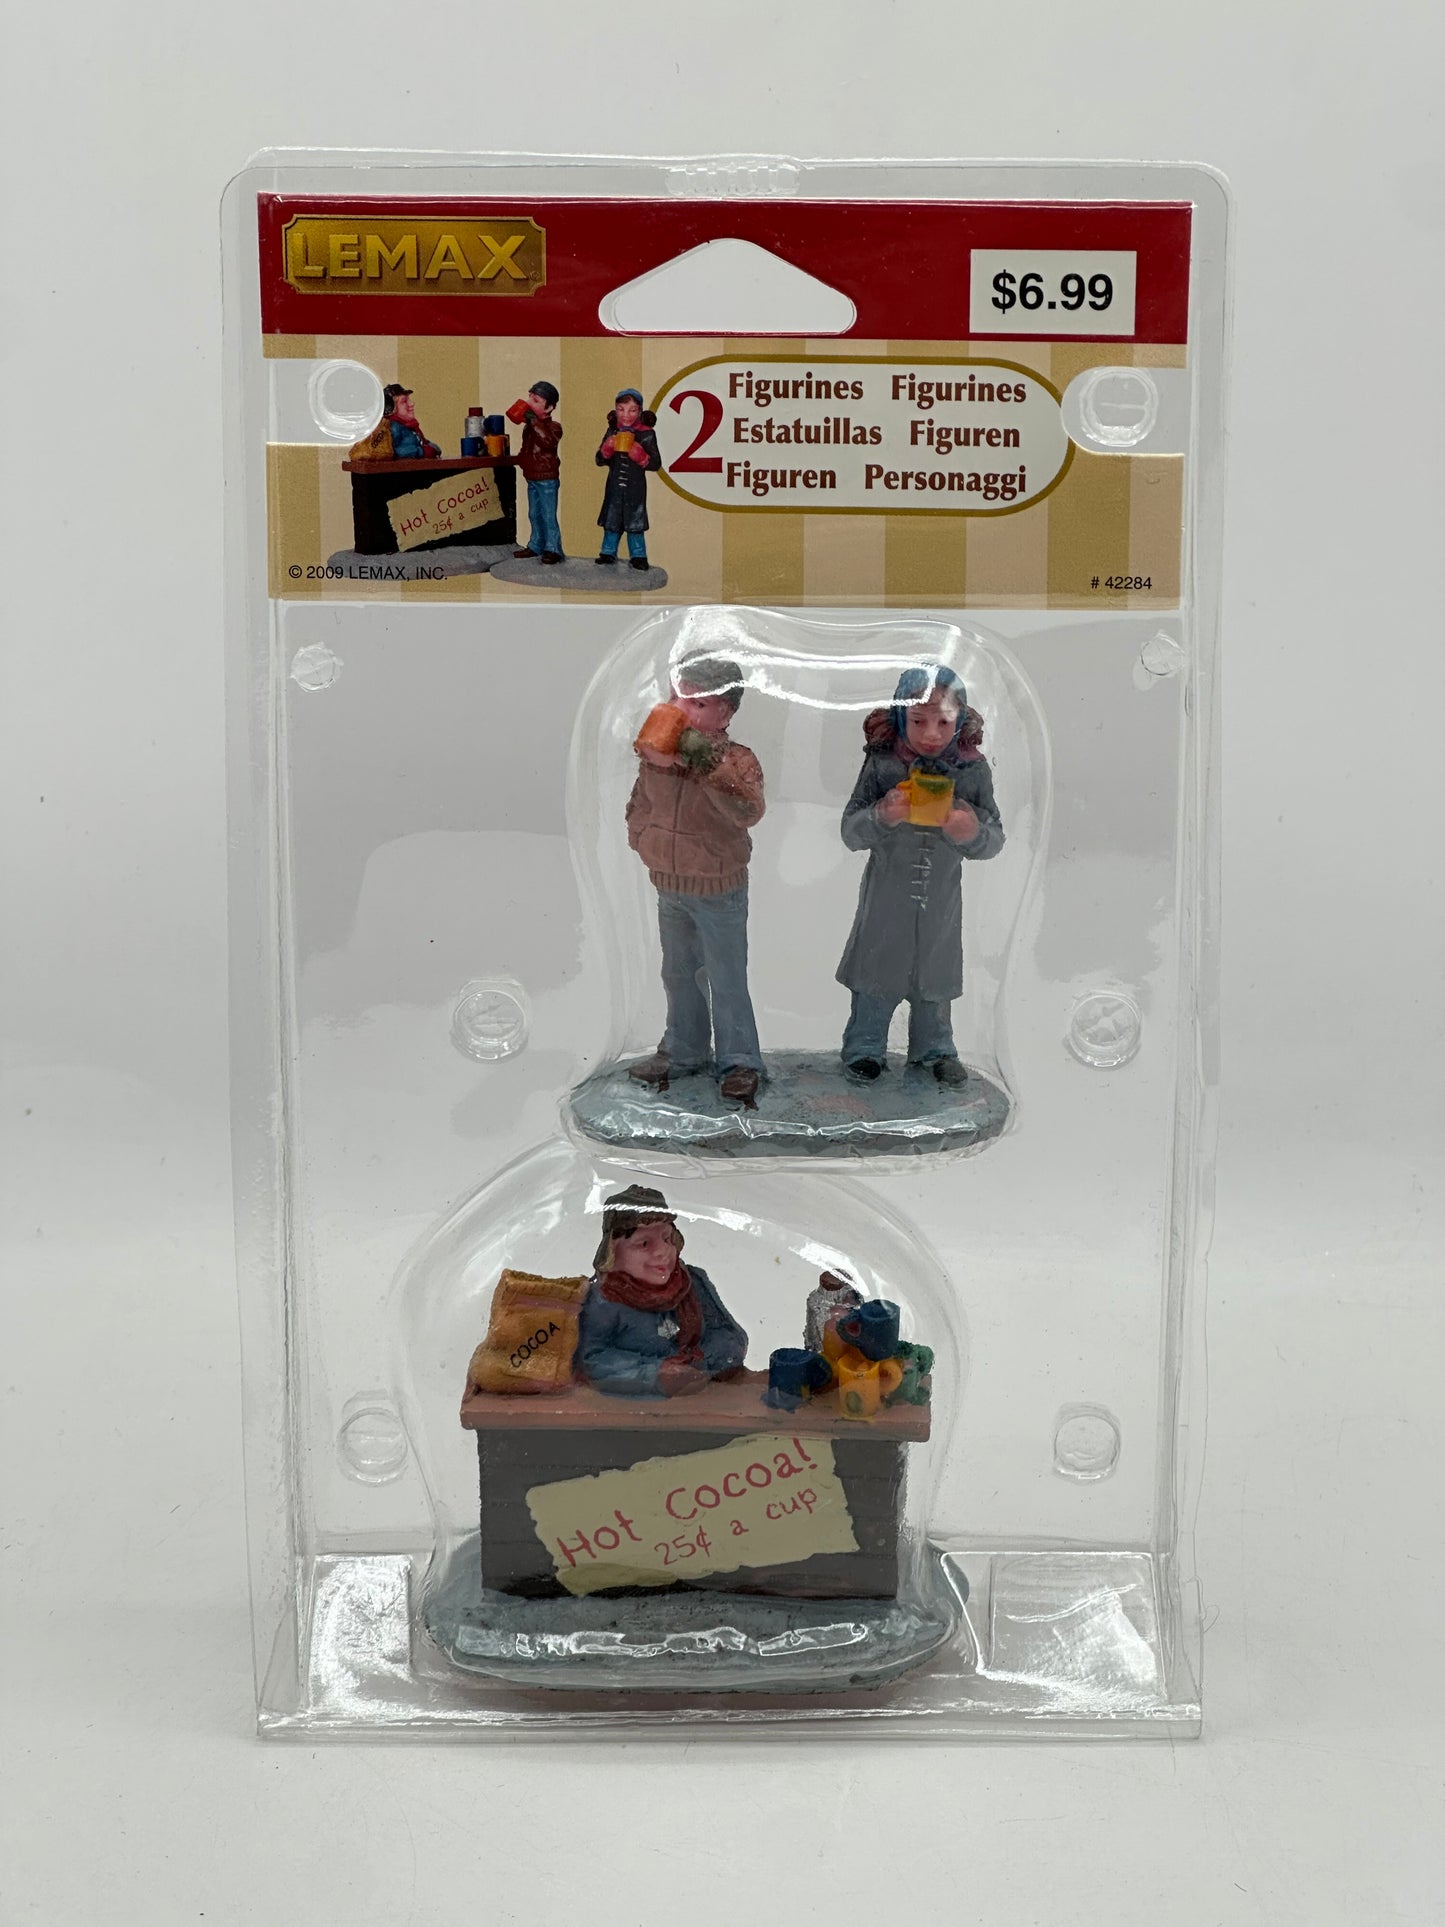 LEMAX
$6.99
2
Figurines Figurines
Estatuillas Figuren
Figuren Personaggi
Hot Cocoa!
25¢ a cup
© 2009 LEMAX, INC.
# 42284
COCOA
Hot Cocoa!
25¢ a cup